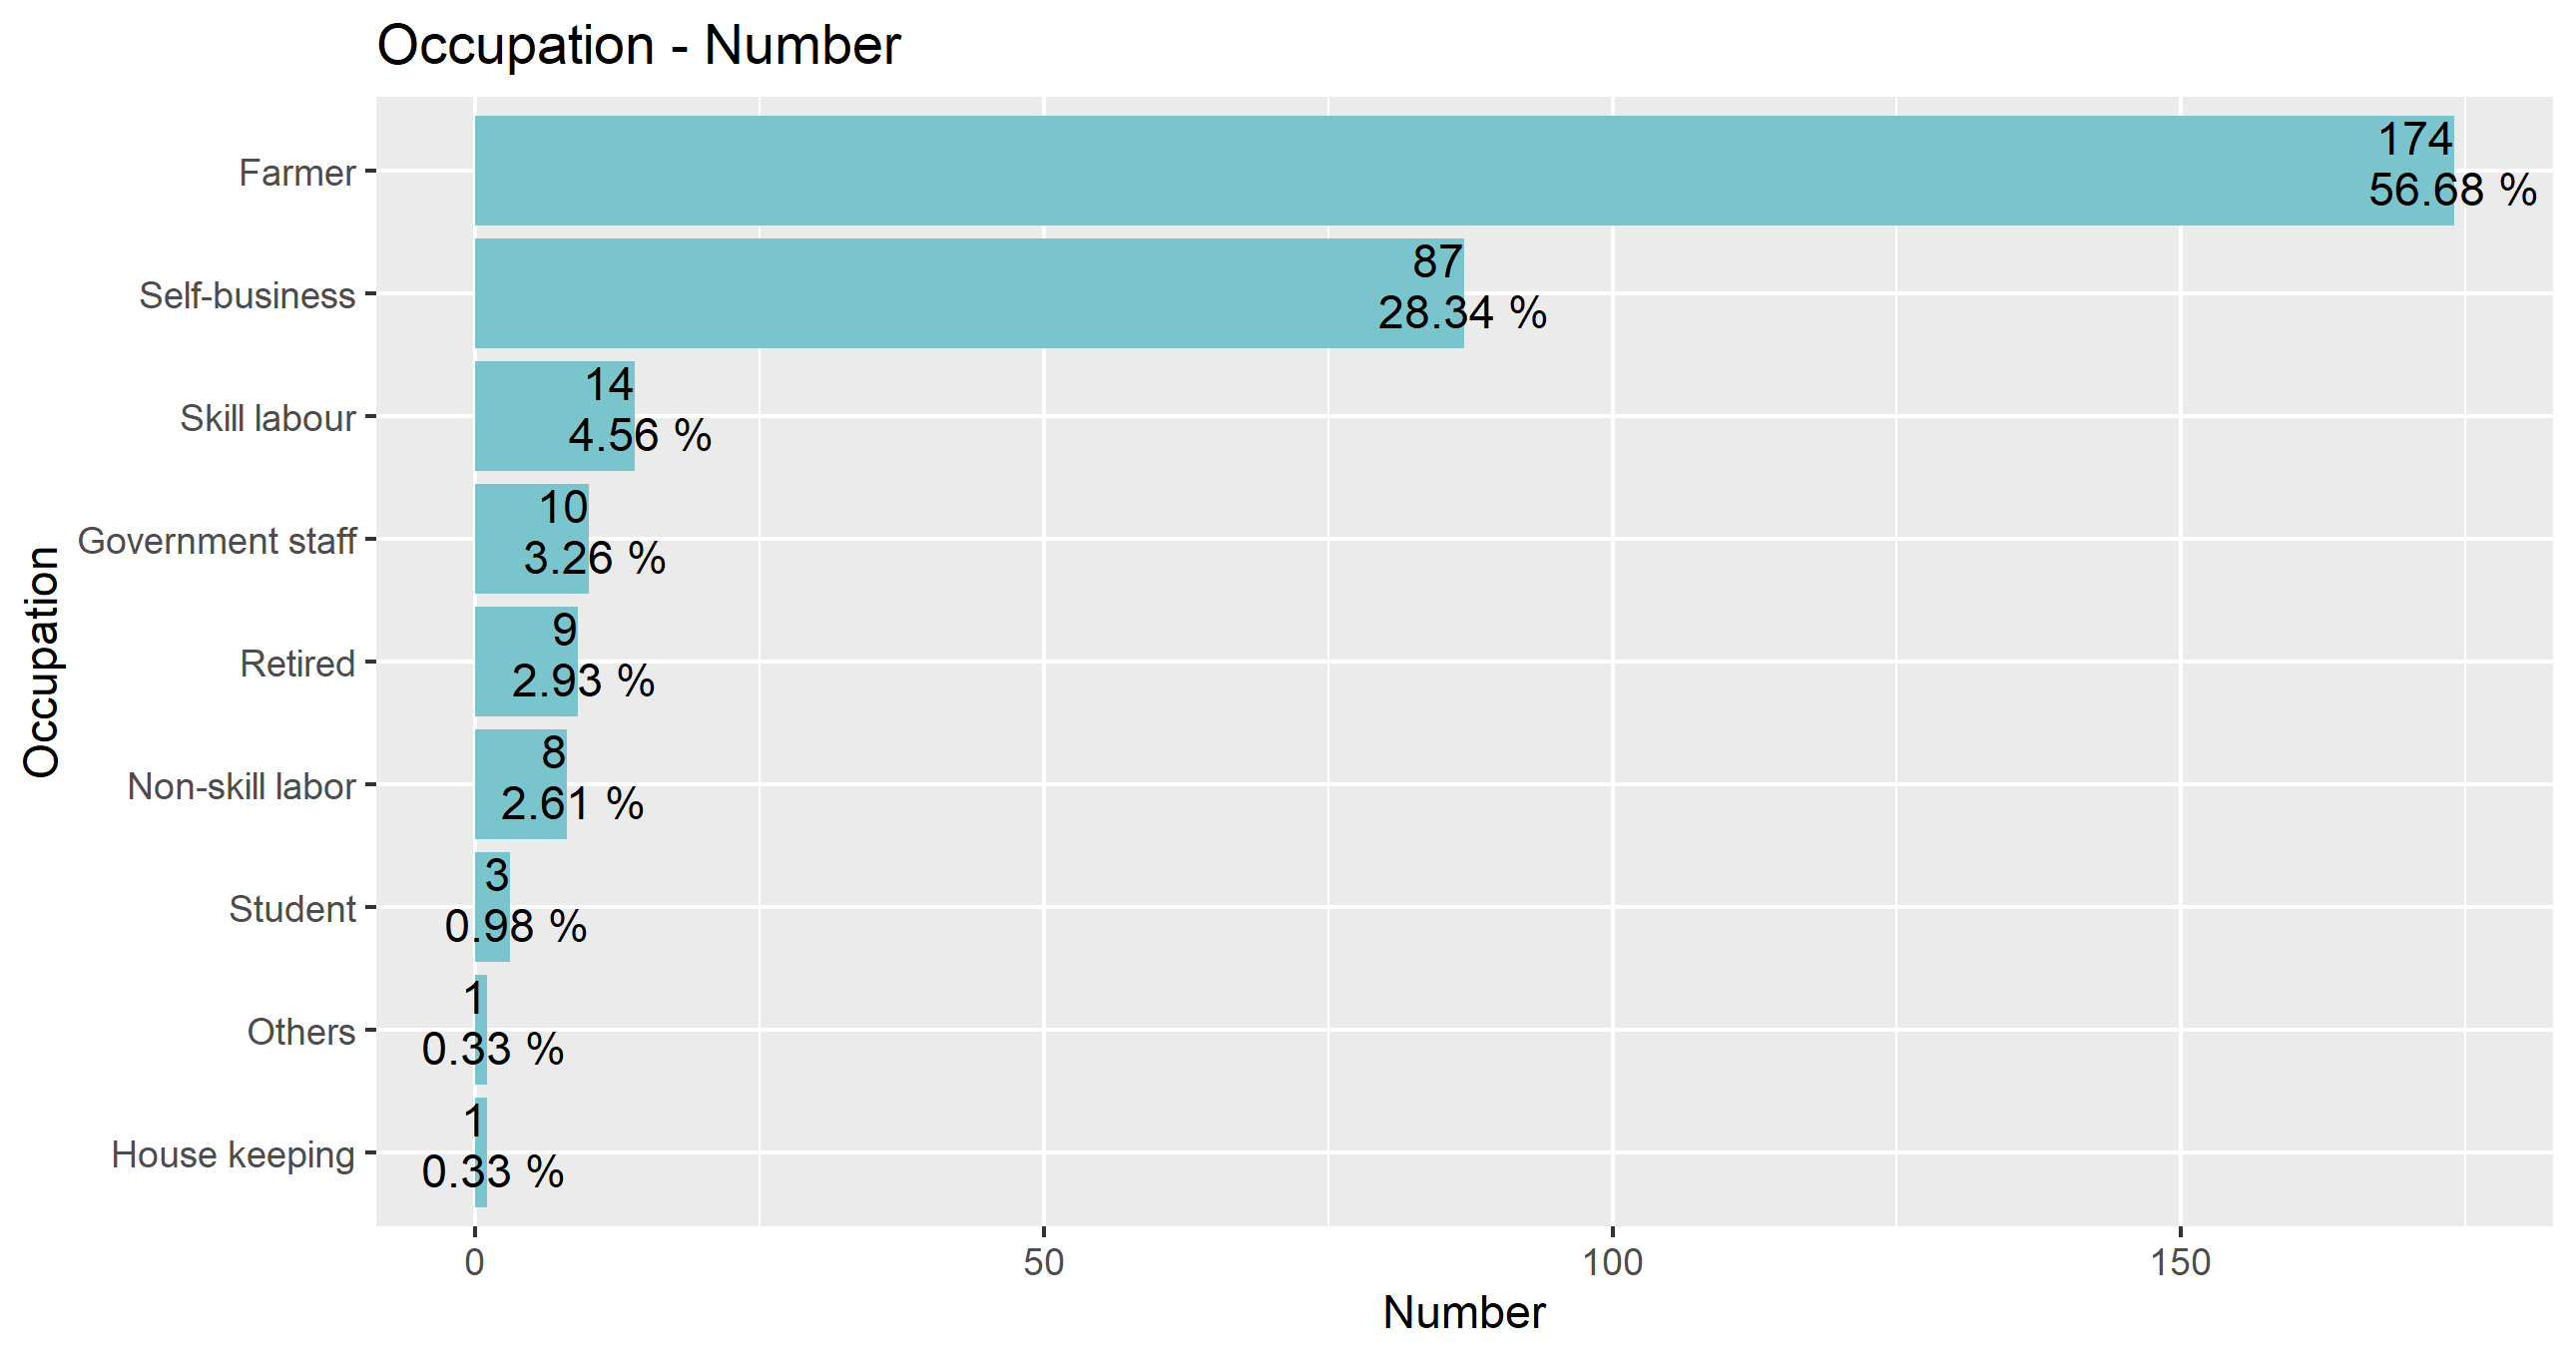 Occupation - Number
Occupation
Farmer
174
56.68 %
Self-business
87
28.34 %
Skill labour
14
4.56 %
Government staff
10
3.26 %
Retired
9
2.93 %
Non-skill labor
8
2.61 %
Student
3
0.98 %
Others
1
0.33 %
House keeping
1
0.33 %
0 50 100 150
Number